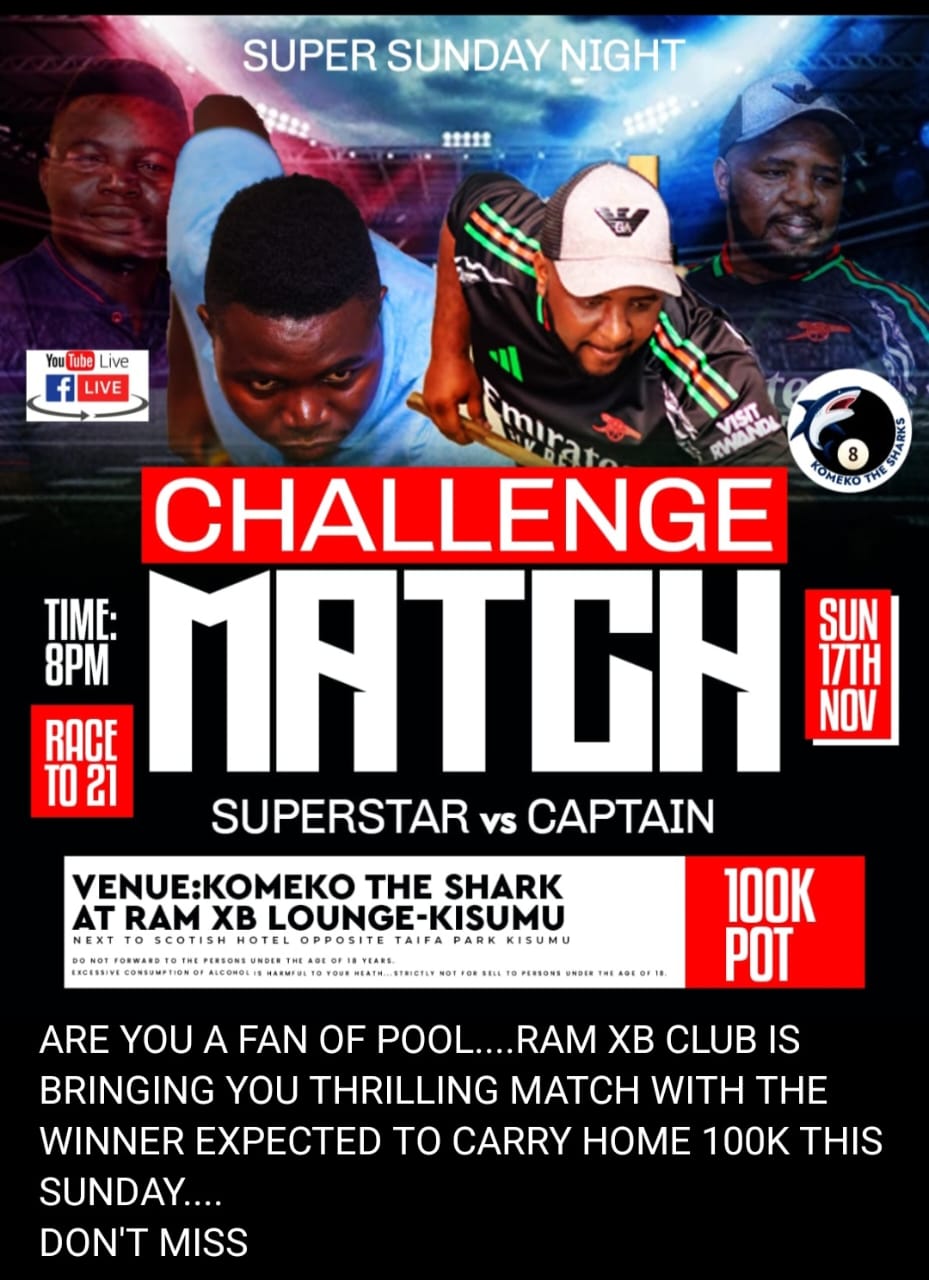 SUPER SUNDAY NIGHT
YouTube Live
f LIVE
EA
Emirates
VISIT
RWANDA
8
KOMEKO THE SHARKS
CHALLENGE
MATCH
TIME:
8PM
RACE
TO 21
SUN
17TH
NOV
SUPERSTAR vs CAPTAIN
VENUE:KOMEKO THE SHARK
AT RAM XB LOUNGE-KISUMU
NEXT TO SCOTISH HOTEL OPPOSITE TAIFA PARK KISUMU
DO NOT FORWARD TO THE PERSONS UNDER THE AGE OF 18 YEARS.
EXCESSIVE CONSUMPTION OF ALCOHOL IS HARMFUL TO YOUR HEATH...STRICTLY NOT FOR SELL TO PERSONS UNDER THE AGE OF 18.
100K
POT
ARE YOU A FAN OF POOL....RAM XB CLUB IS
BRINGING YOU THRILLING MATCH WITH THE
WINNER EXPECTED TO CARRY HOME 100K THIS
SUNDAY....
DON'T MISS